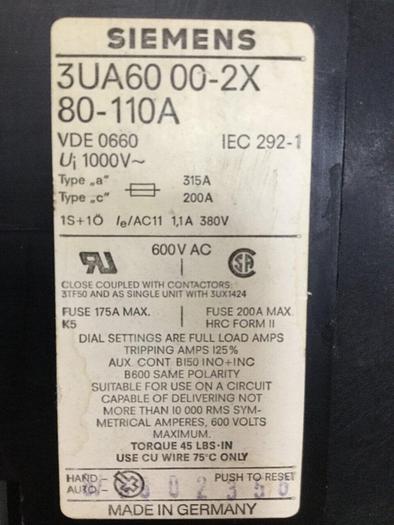 SIEMENS
3UA60 00-2X
80-110A
VDE 0660 IEC 292-1
Ui 1000V~
Type „a" 315A
Type „c" 200A
1S+1Ö Ie/AC11 1,1A 380V
600V AC
CLOSE COUPLED WITH CONTACTORS:
3TF50 AND AS SINGLE UNIT WITH 3UX1424
FUSE 175A MAX. FUSE 200A MAX.
K5 HRC FORM II
DIAL SETTINGS ARE FULL LOAD AMPS
TRIPPING AMPS 125%
AUX. CONT B150 INO+INC
B600 SAME POLARITY
SUITABLE FOR USE ON A CIRCUIT
CAPABLE OF DELIVERING NOT
MORE THAN 10 000 RMS SYM-
METRICAL AMPERES, 600 VOLTS
MAXIMUM.
TORQUE 45 LBS·IN
USE CU WIRE 75°C ONLY
HAND PUSH TO RESET
AUTO
MADE IN GERMANY